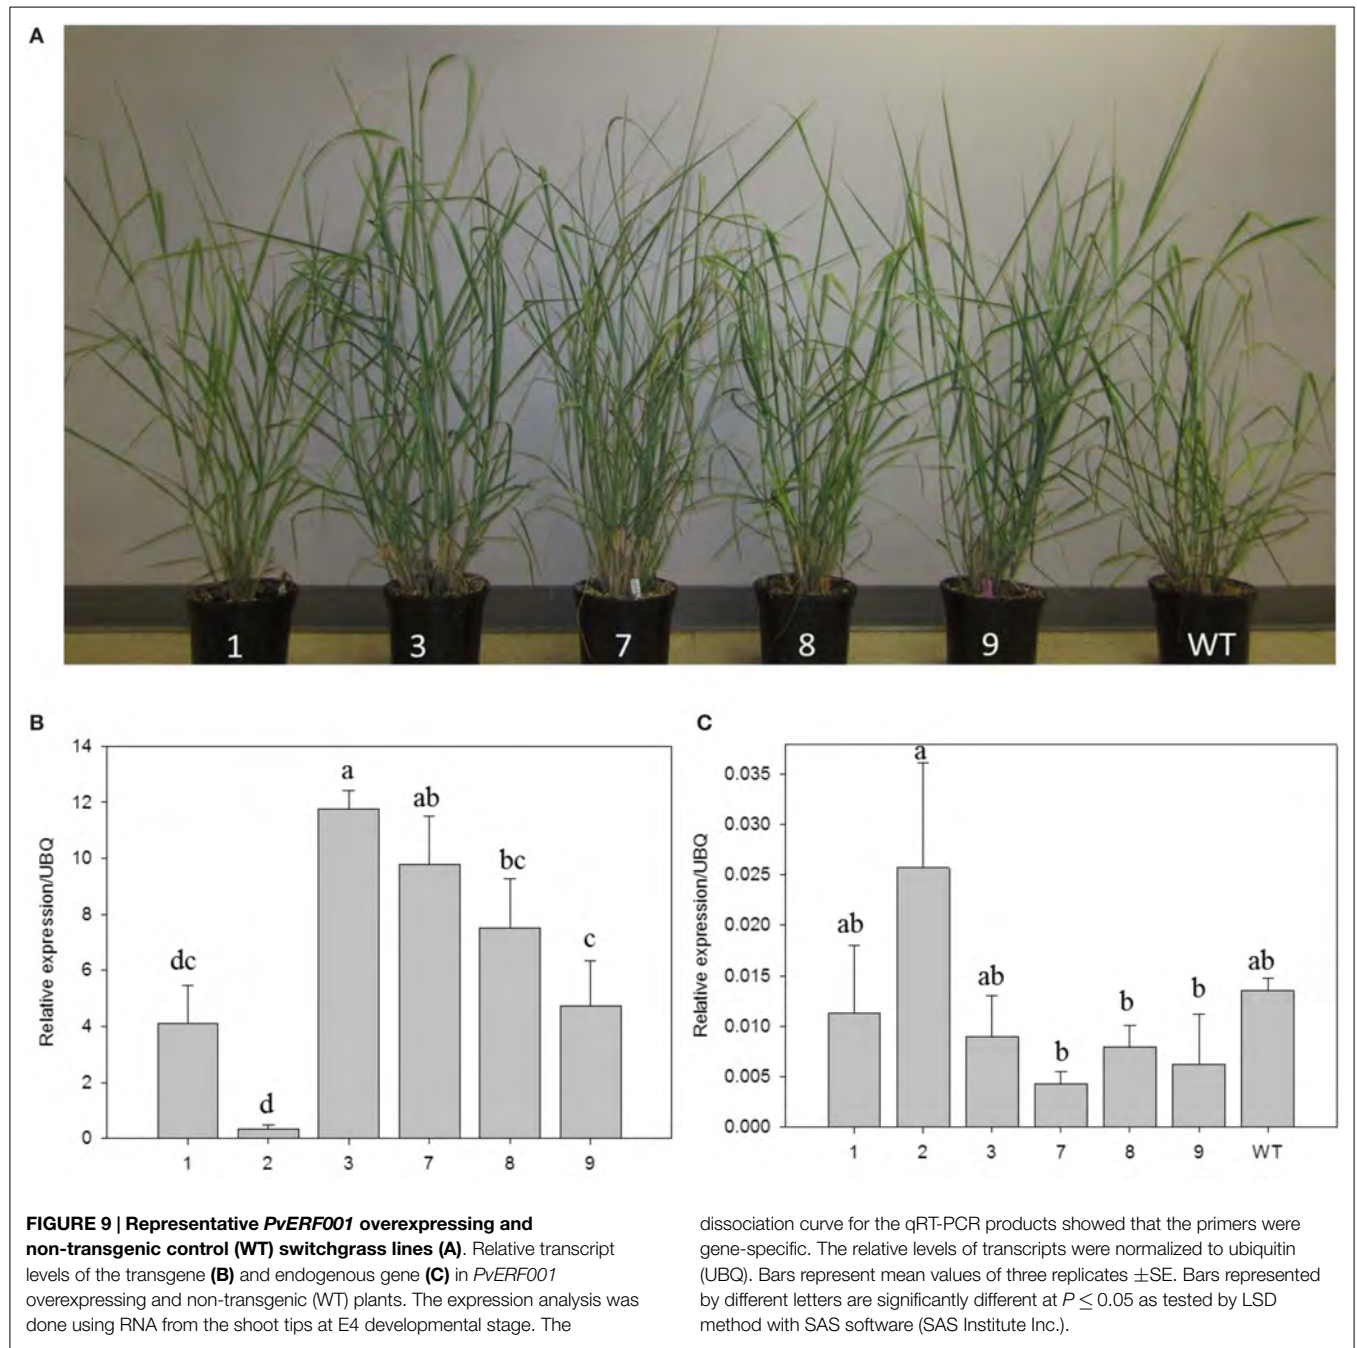 A
1 3 7 8 9 WT
B
14
12
10
8
6
4
2
0
Relative expression/UBQ
dc d a ab bc c
1 2 3 7 8 9
C
0.035
0.030
0.025
0.020
0.015
0.010
0.005
0.000
Relative expression/UBQ
ab a ab b b b ab
1 2 3 7 8 9 WT
FIGURE 9 | Representative PvERF001 overexpressing and
non-transgenic control (WT) switchgrass lines (A). Relative transcript
levels of the transgene (B) and endogenous gene (C) in PvERF001
overexpressing and non-transgenic (WT) plants. The expression analysis was
done using RNA from the shoot tips at E4 developmental stage. The
dissociation curve for the qRT-PCR products showed that the primers were
gene-specific. The relative levels of transcripts were normalized to ubiquitin
(UBQ). Bars represent mean values of three replicates ±SE. Bars represented
by different letters are significantly different at P ≤ 0.05 as tested by LSD
method with SAS software (SAS Institute Inc.).